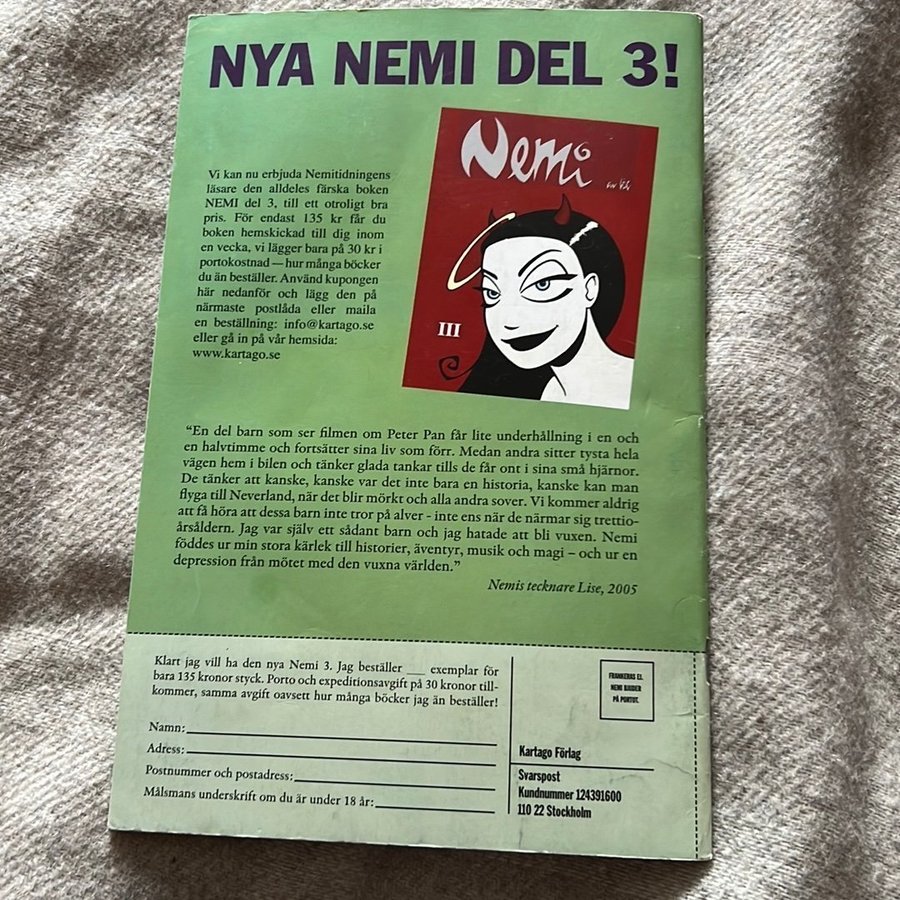 NYA NEMI DEL 3!
Vi kan nu erbjuda Nemitidningens
läsare den alldeles färska boken
NEMI del 3, till ett otroligt bra
pris. För endast 135 kr får du
boken hemskickad till dig inom
en vecka, vi lägger bara på 30 kr i
portokostnad — hur många böcker
du än beställer. Använd kupongen
här nedanför och lägg den på
närmaste postlåda eller maila
en beställning: info@kartago.se
eller gå in på vår hemsida:
www.kartago.se
Nemi
av
III
“En del barn som ser filmen om Peter Pan får lite underhållning i en och
en halvtimme och fortsätter sina liv som förr. Medan andra sitter tysta hela
vägen hem i bilen och tänker glada tankar tills de får ont i sina små hjärnor.
De tänker att kanske, kanske var det inte bara en historia, kanske kan man
flyga till Neverland, när det blir mörkt och alla andra sover. Vi kommer aldrig
att få höra att dessa barn inte tror på alver - inte ens när de närmar sig trettio-
årsåldern. Jag var själv ett sådant barn och jag hatade att bli vuxen. Nemi
föddes ur min stora kärlek till historier, äventyr, musik och magi – och ur en
depression från mötet med den vuxna världen.”
Nemis tecknare Lise, 2005
Klart jag vill ha den nya Nemi 3. Jag beställer ___ exemplar för
bara 135 kronor styck. Porto och expeditionsavgift på 30 kronor till-
kommer, samma avgift oavsett hur många böcker jag än beställer!
Namn:
Adress:
Postnummer och postadress:
Målsmans underskrift om du är under 18 år:
FRANKERAS EJ.
NEMI BJUDER
PÅ PORTOT.
Kartago Förlag
Svarspost
Kundnummer 124391600
110 22 Stockholm